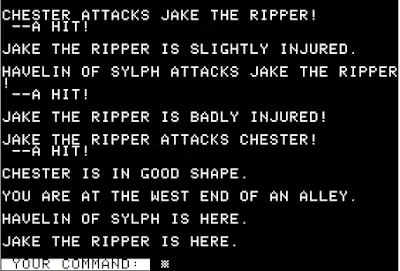 CHESTER ATTACKS JAKE THE RIPPER!
--A HIT!
JAKE THE RIPPER IS SLIGHTLY INJURED.
HAVELIN OF SYLPH ATTACKS JAKE THE RIPPER
!
--A HIT!
JAKE THE RIPPER IS BADLY INJURED!
JAKE THE RIPPER ATTACKS CHESTER!
--A HIT!
CHESTER IS IN GOOD SHAPE.
YOU ARE AT THE WEST END OF AN ALLEY.
HAVELIN OF SYLPH IS HERE.
JAKE THE RIPPER IS HERE.
YOUR COMMAND: ※